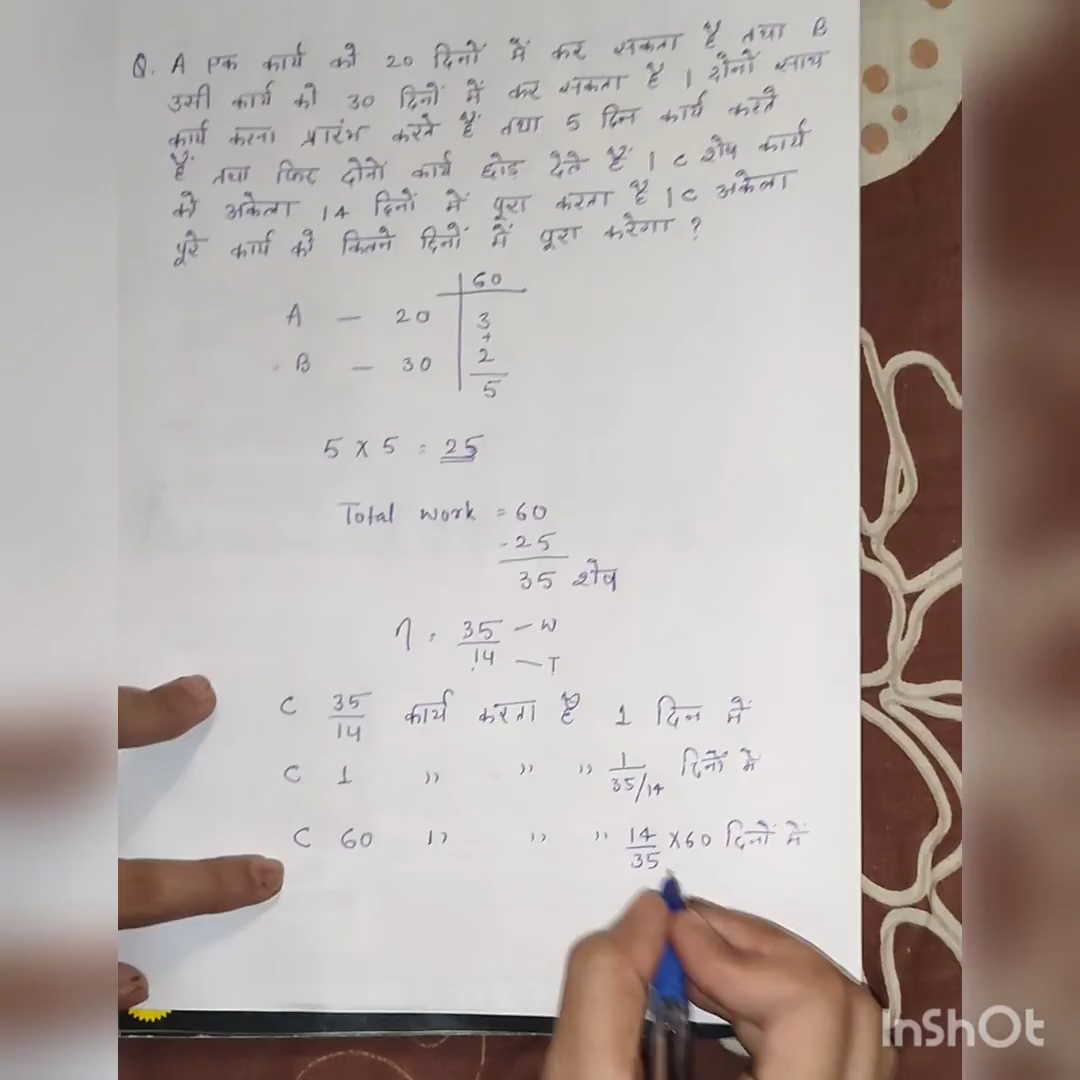 Q. A एक कार्य को 20 दिनों में कर सकता है तथा B
उसी कार्य को 30 दिनों में कर सकता है । दोनों साथ
कार्य करना प्रारंभ करते हैं तथा 5 दिन कार्य करते
हैं तथा फिर दोनों कार्य छोड़ देते हैं । C शेष कार्य
को अकेला 14 दिनों में पूरा करता है । C अकेला
पूरे कार्य को कितने दिनों में पूरा करेगा ?
60
A — 20 3
+
B — 30 2
5
5 × 5 = 25
Total work = 60
- 25
35 शेष
η = 35/14 — W — T
C 35/14 कार्य करता है 1 दिन में
C 1 ,, ,, ,, 1/35/14 दिनों में
C 60 ,, ,, ,, 14/35 × 60 दिनों में
InShOt